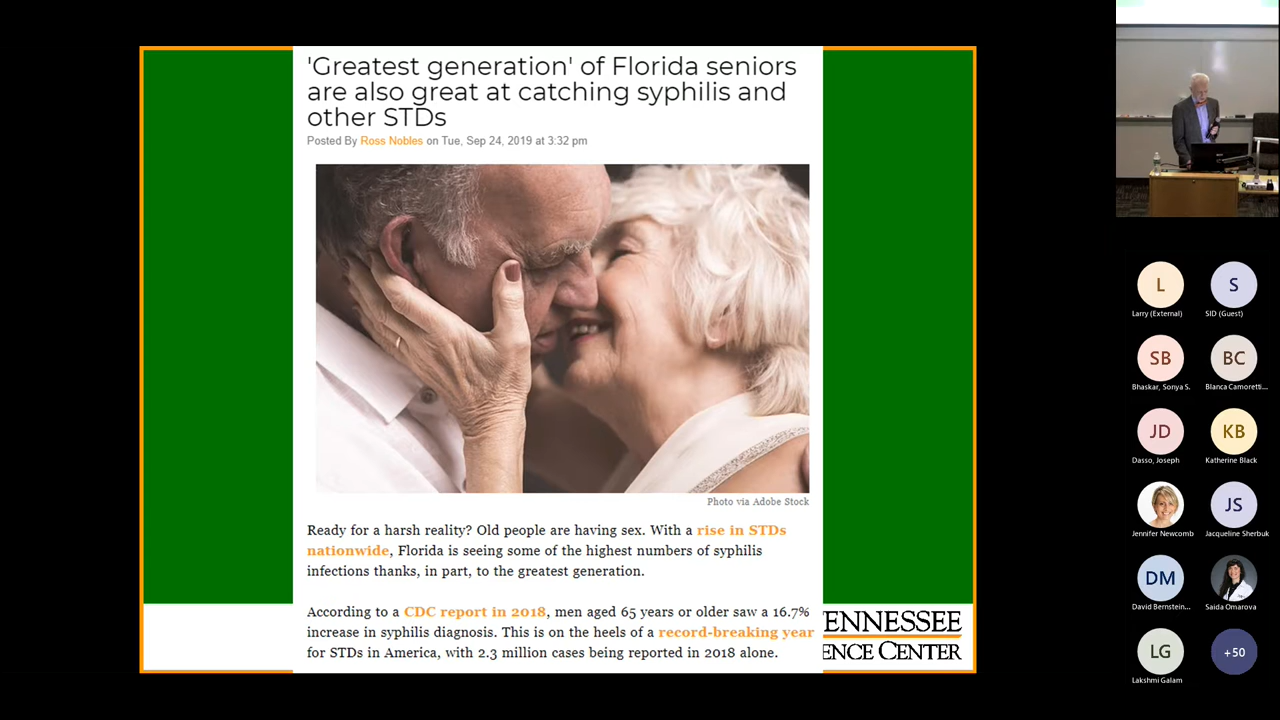 'Greatest generation' of Florida seniors
are also great at catching syphilis and
other STDs
Posted By Ross Nobles on Tue, Sep 24, 2019 at 3:32 pm
Photo via Adobe Stock
Ready for a harsh reality? Old people are having sex. With a rise in STDs
nationwide, Florida is seeing some of the highest numbers of syphilis
infections thanks, in part, to the greatest generation.
According to a CDC report in 2018, men aged 65 years or older saw a 16.7%
increase in syphilis diagnosis. This is on the heels of a record-breaking year
for STDs in America, with 2.3 million cases being reported in 2018 alone.
ENNESSEE
ENCE CENTER
L
Larry (External)
S
SID (Guest)
SB
Bhaskar, Sonya S.
BC
Blanca Camoretti...
JD
Dasso, Joseph
KB
Katherine Black
Jennifer Newcomb
JS
Jacqueline Sherbuk
DM
David Bernstein...
Saida Omarova
LG
Lakshmi Galam
+50